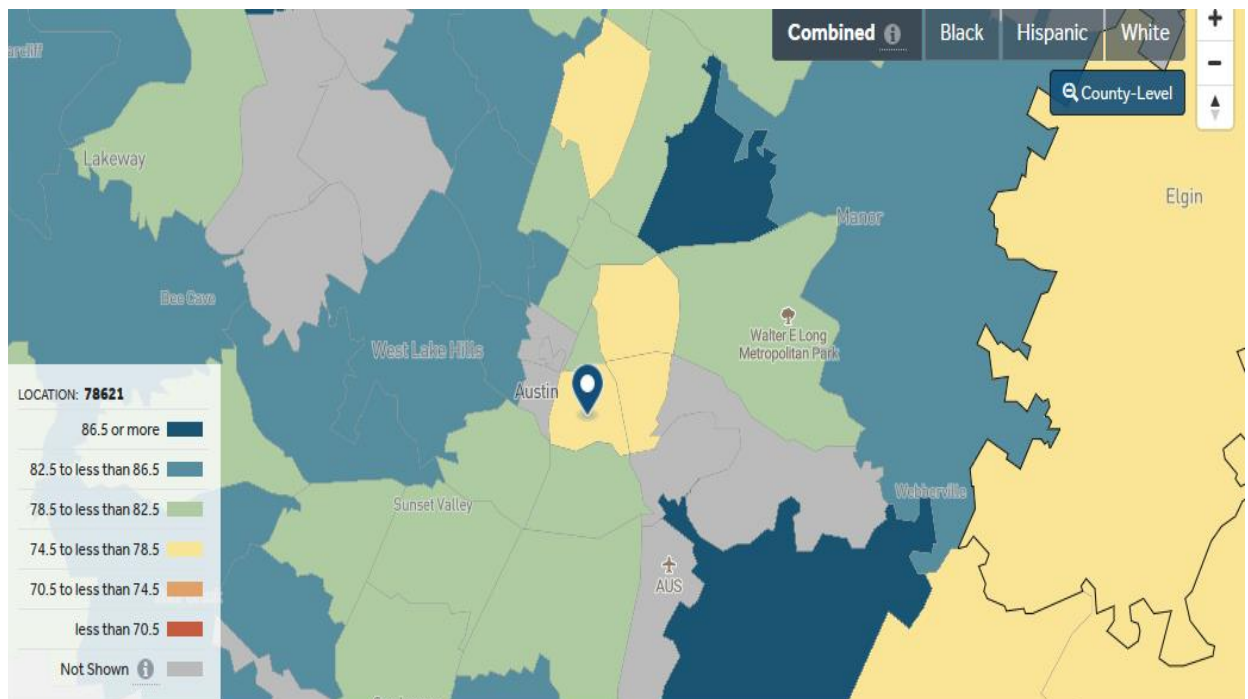 Combined
Black
Hispanic
White
+
−
County-Level
Lakeway
Elgin
Manor
Bee Cave
Walter E Long
Metropolitan Park
West Lake Hills
Austin
LOCATION: 78621
86.5 or more
82.5 to less than 86.5
78.5 to less than 82.5
74.5 to less than 78.5
70.5 to less than 74.5
less than 70.5
Not Shown
Sunset Valley
Webberville
AUS